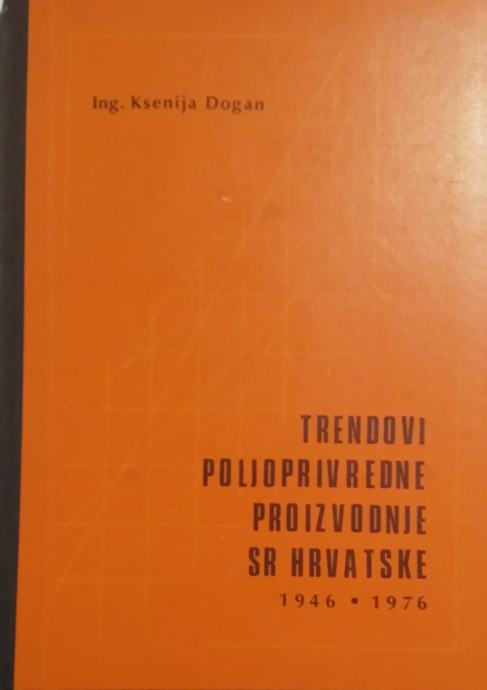 Ing. Ksenija Dogan
TRENDOVI
POLJOPRIVREDNE
PROIZVODNJE
SR HRVATSKE
1946 • 1976